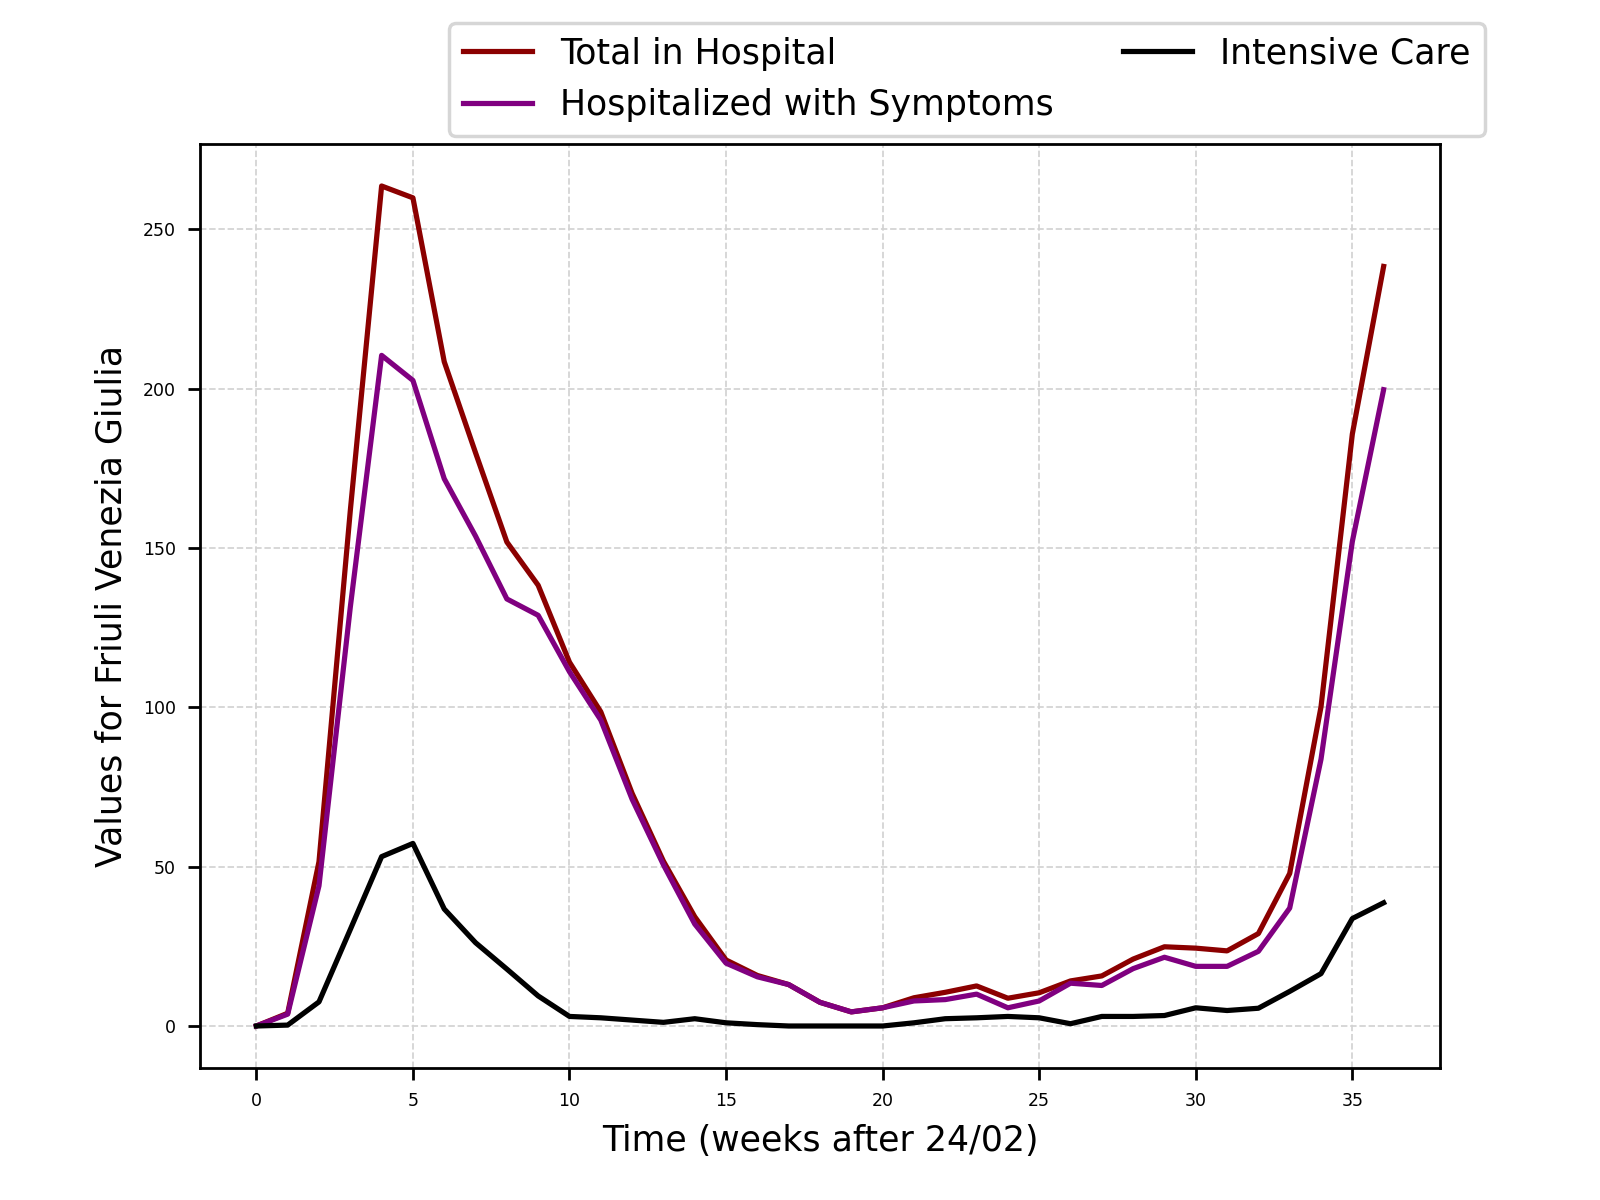 Total in Hospital
Hospitalized with Symptoms
Intensive Care
Values for Friuli Venezia Giulia
250
200
150
100
50
0
0 5 10 15 20 25 30 35
Time (weeks after 24/02)